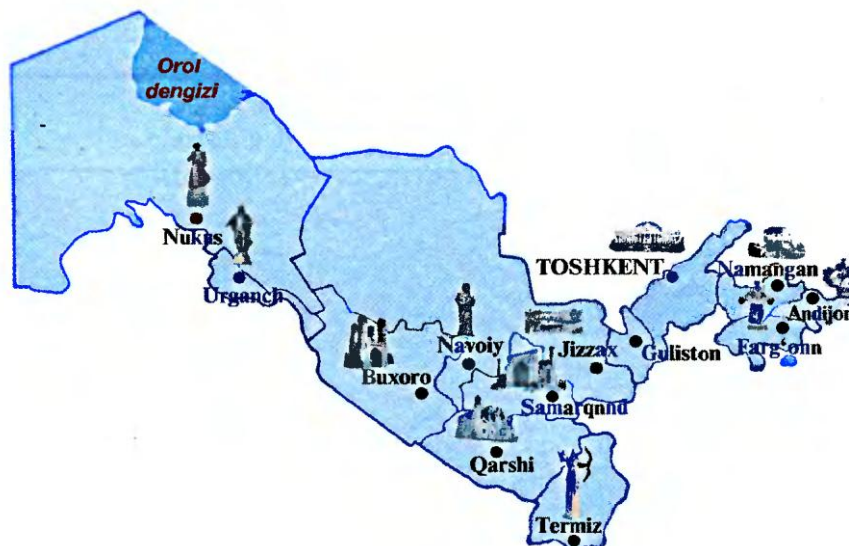 Orol
dengizi
Nukus
Urganch
TOSHKENT
Namangan
Andijon
Farg-onn
Guliston
Jizzax
Navoiy
Buxoro
Samarqnnd
Qarshi
Termiz